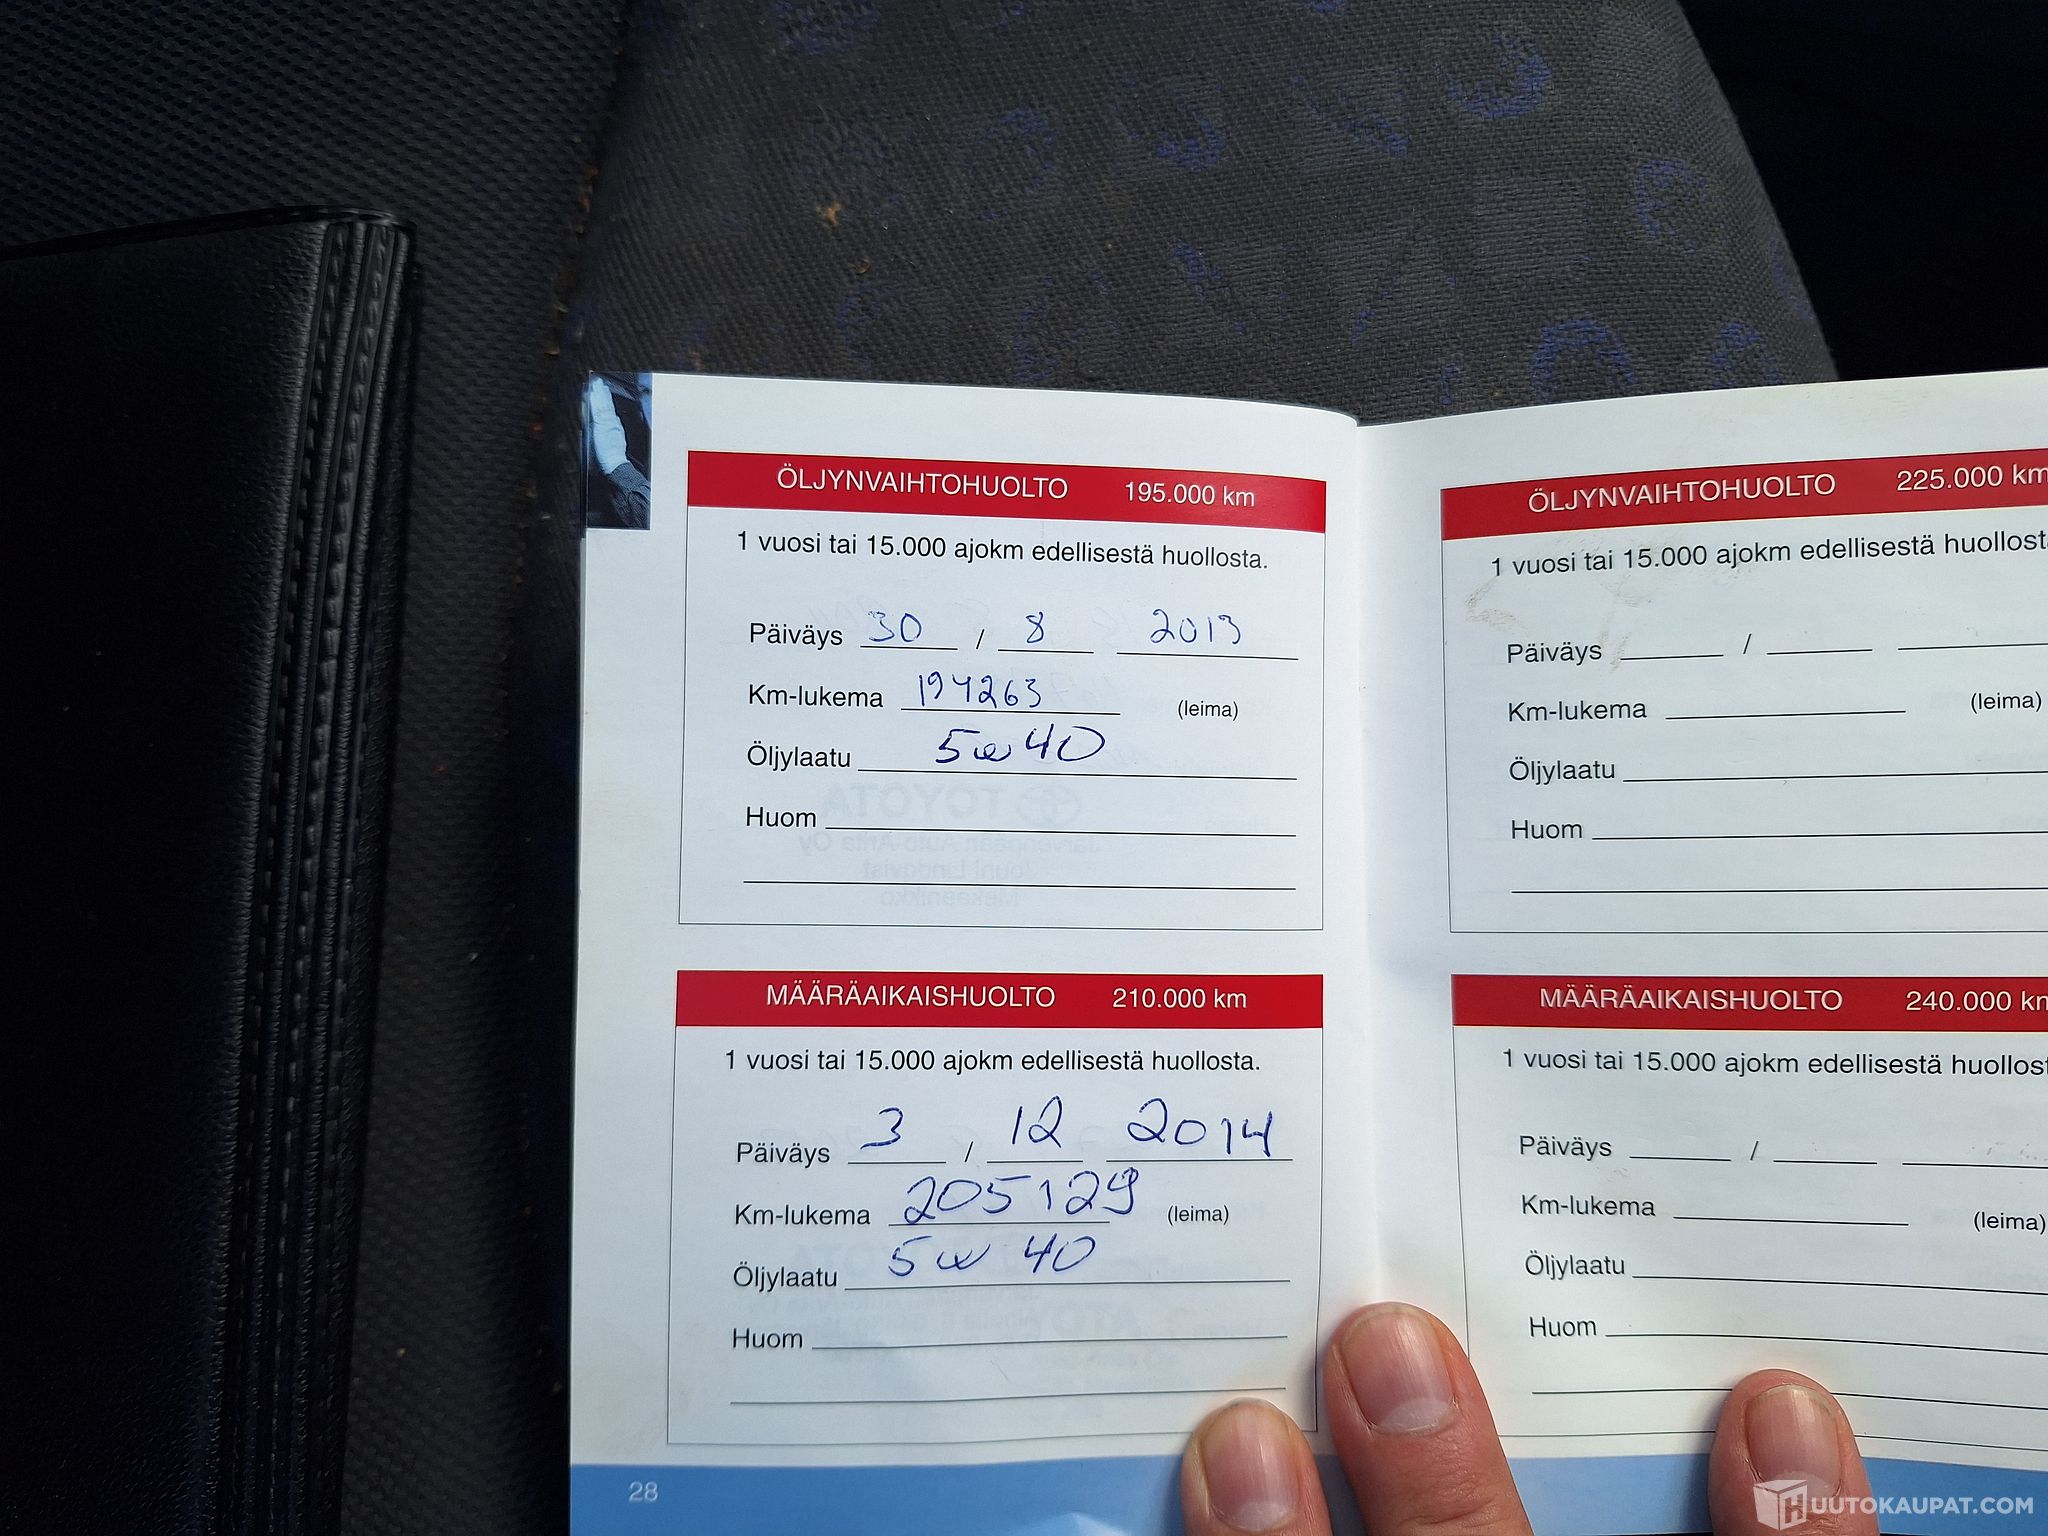 ÖLJYNVAIHTOHUOLTO 195.000 km
1 vuosi tai 15.000 ajokm edellisestä huollosta.
Päiväys 30 / 8 2013
Km-lukema 194263 (leima)
Öljylaatu 5w40
Huom
MÄÄRÄAIKAISHUOLTO 210.000 km
1 vuosi tai 15.000 ajokm edellisestä huollosta.
Päiväys 3 / 12 2014
Km-lukema 205129 (leima)
Öljylaatu 5w 40
Huom
28
ÖLJYNVAIHTOHUOLTO 225.000 km
1 vuosi tai 15.000 ajokm edellisestä
Päiväys /
Km-lukema (leima)
Öljylaatu
Huom
MÄÄRÄAIKAISHUOLTO 240.000
1 vuosi tai 15.000 ajokm edellisestä
Päiväys /
Km-lukema (leima)
Öljylaatu
Huom
HUUTOKAUPAT.COM